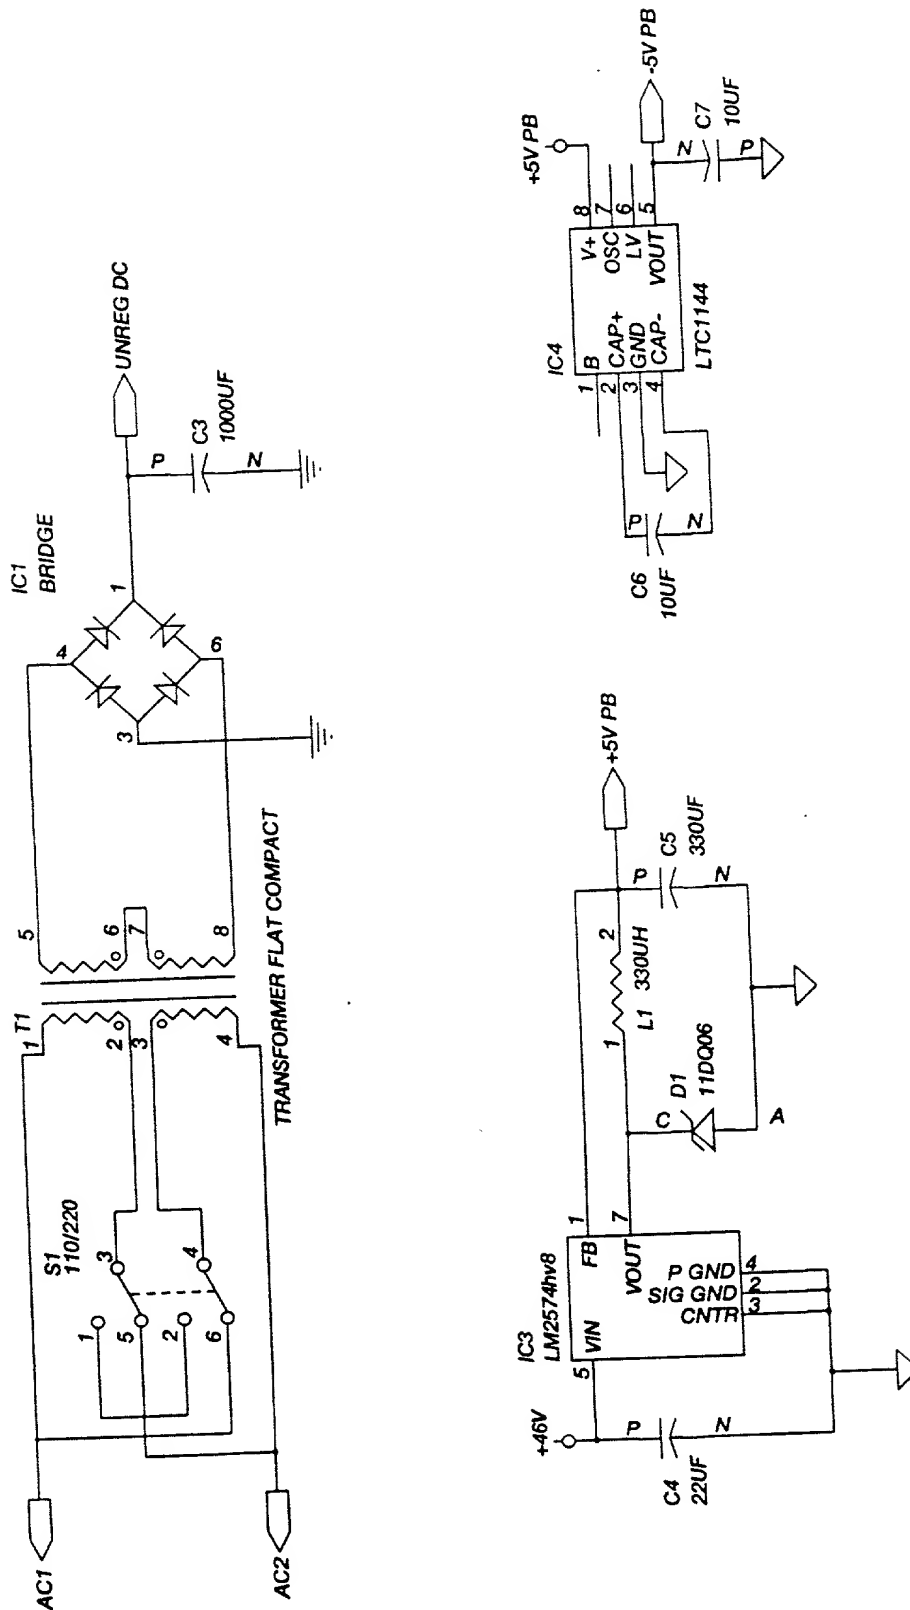 AC1
AC2
S1
110/220
1
5
2
6
3
4
T1
1
2
3
4
5
6
7
8
TRANSFORMER FLAT COMPACT
IC1
BRIDGE
4
1
3
6
UNREG DC
P
C3
1000UF
N
+46V
P
C4
22UF
N
IC3
LM2574hv8
5
VIN
FB
1
VOUT
7
P GND
4
SIG GND
2
CNTR
3
C
D1
11DQ06
A
1
2
L1
330UH
P
C5
330UF
N
+5V PB
C6
10UF
P
N
IC4
1
B
2
CAP+
3
GND
4
CAP-
V+
8
OSC
7
LV
6
VOUT
5
LTC1144
+5V PB
-5V PB
N
C7
10UF
P